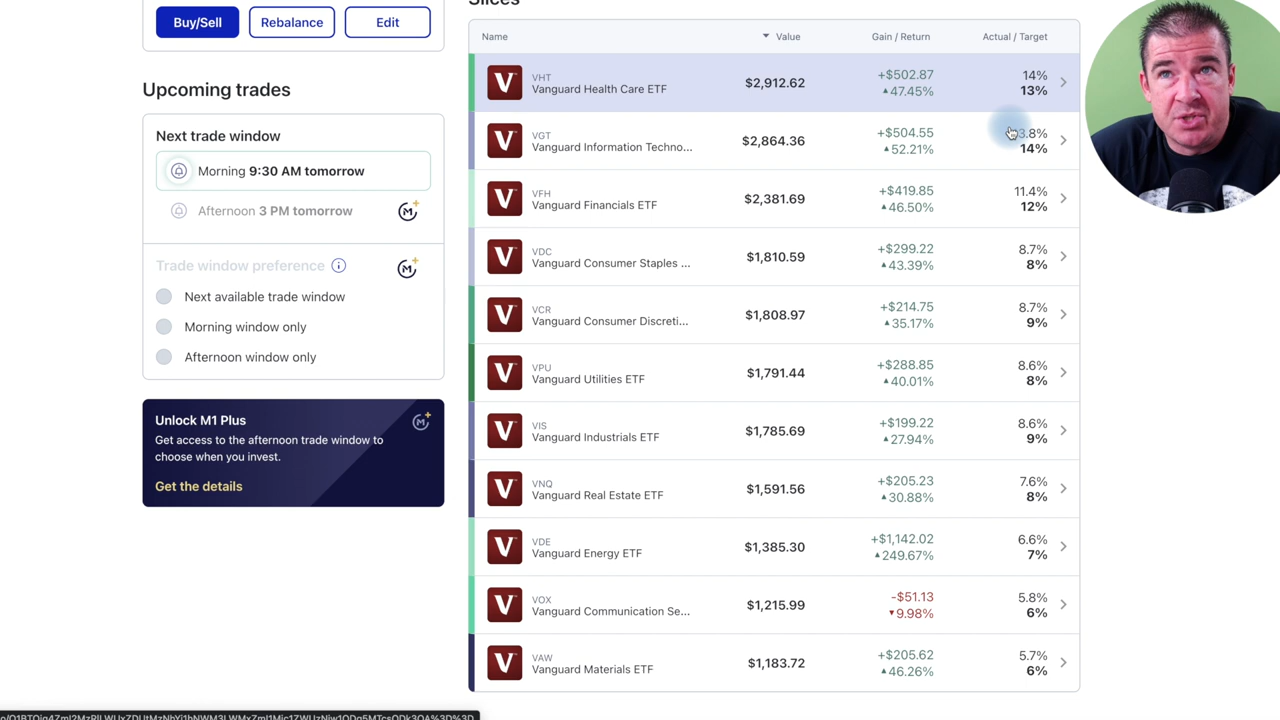 Slices
Buy/Sell
Rebalance
Edit
Upcoming trades
Next trade window
Morning 9:30 AM tomorrow
Afternoon 3 PM tomorrow
Trade window preference
Next available trade window
Morning window only
Afternoon window only
Unlock M1 Plus
Get access to the afternoon trade window to
choose when you invest.
Get the details
Name
Value
Gain / Return
Actual / Target
VHT
Vanguard Health Care ETF
$2,912.62
+$502.87
47.45%
14%
13%
VGT
Vanguard Information Techno...
$2,864.36
+$504.55
52.21%
3.8%
14%
VFH
Vanguard Financials ETF
$2,381.69
+$419.85
46.50%
11.4%
12%
VDC
Vanguard Consumer Staples ...
$1,810.59
+$299.22
43.39%
8.7%
8%
VCR
Vanguard Consumer Discreti...
$1,808.97
+$214.75
35.17%
8.7%
9%
VPU
Vanguard Utilities ETF
$1,791.44
+$288.85
40.01%
8.6%
8%
VIS
Vanguard Industrials ETF
$1,785.69
+$199.22
27.94%
8.6%
9%
VNQ
Vanguard Real Estate ETF
$1,591.56
+$205.23
30.88%
7.6%
8%
VDE
Vanguard Energy ETF
$1,385.30
+$1,142.02
249.67%
6.6%
7%
VOX
Vanguard Communication Se...
$1,215.99
-$51.13
9.98%
5.8%
6%
VAW
Vanguard Materials ETF
$1,183.72
+$205.62
46.26%
5.7%
6%